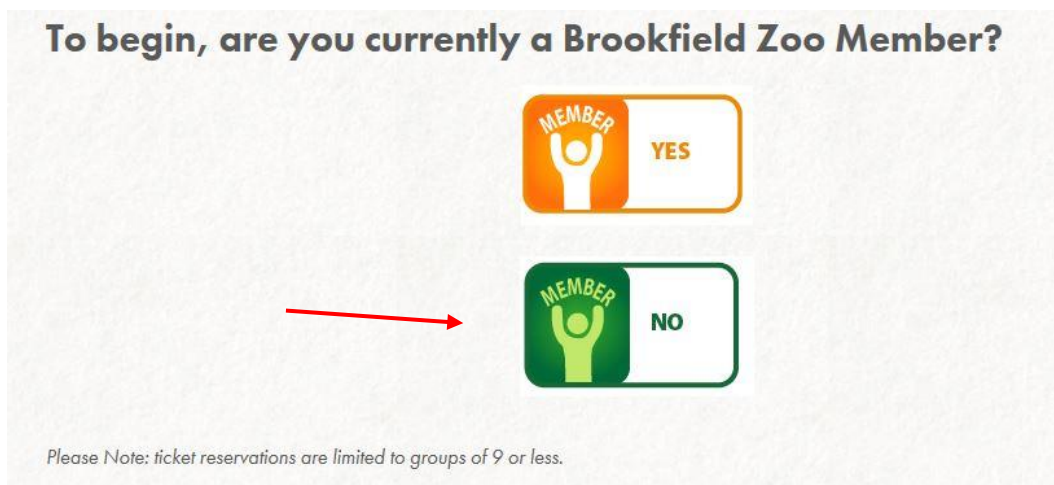 To begin, are you currently a Brookfield Zoo Member?
MEMBER
YES
MEMBER
NO
Please Note: ticket reservations are limited to groups of 9 or less.